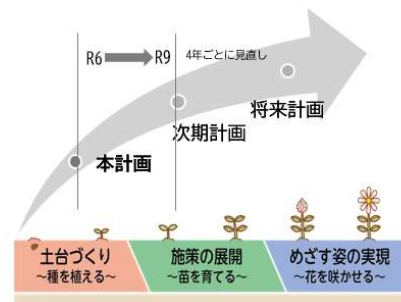 R6 R9 4年ごとに見直し
将来計画
次期計画
本計画
土台づくり
～種を植える～
施策の展開
～苗を育てる～
めざす姿の実現
～花を咲かせる～